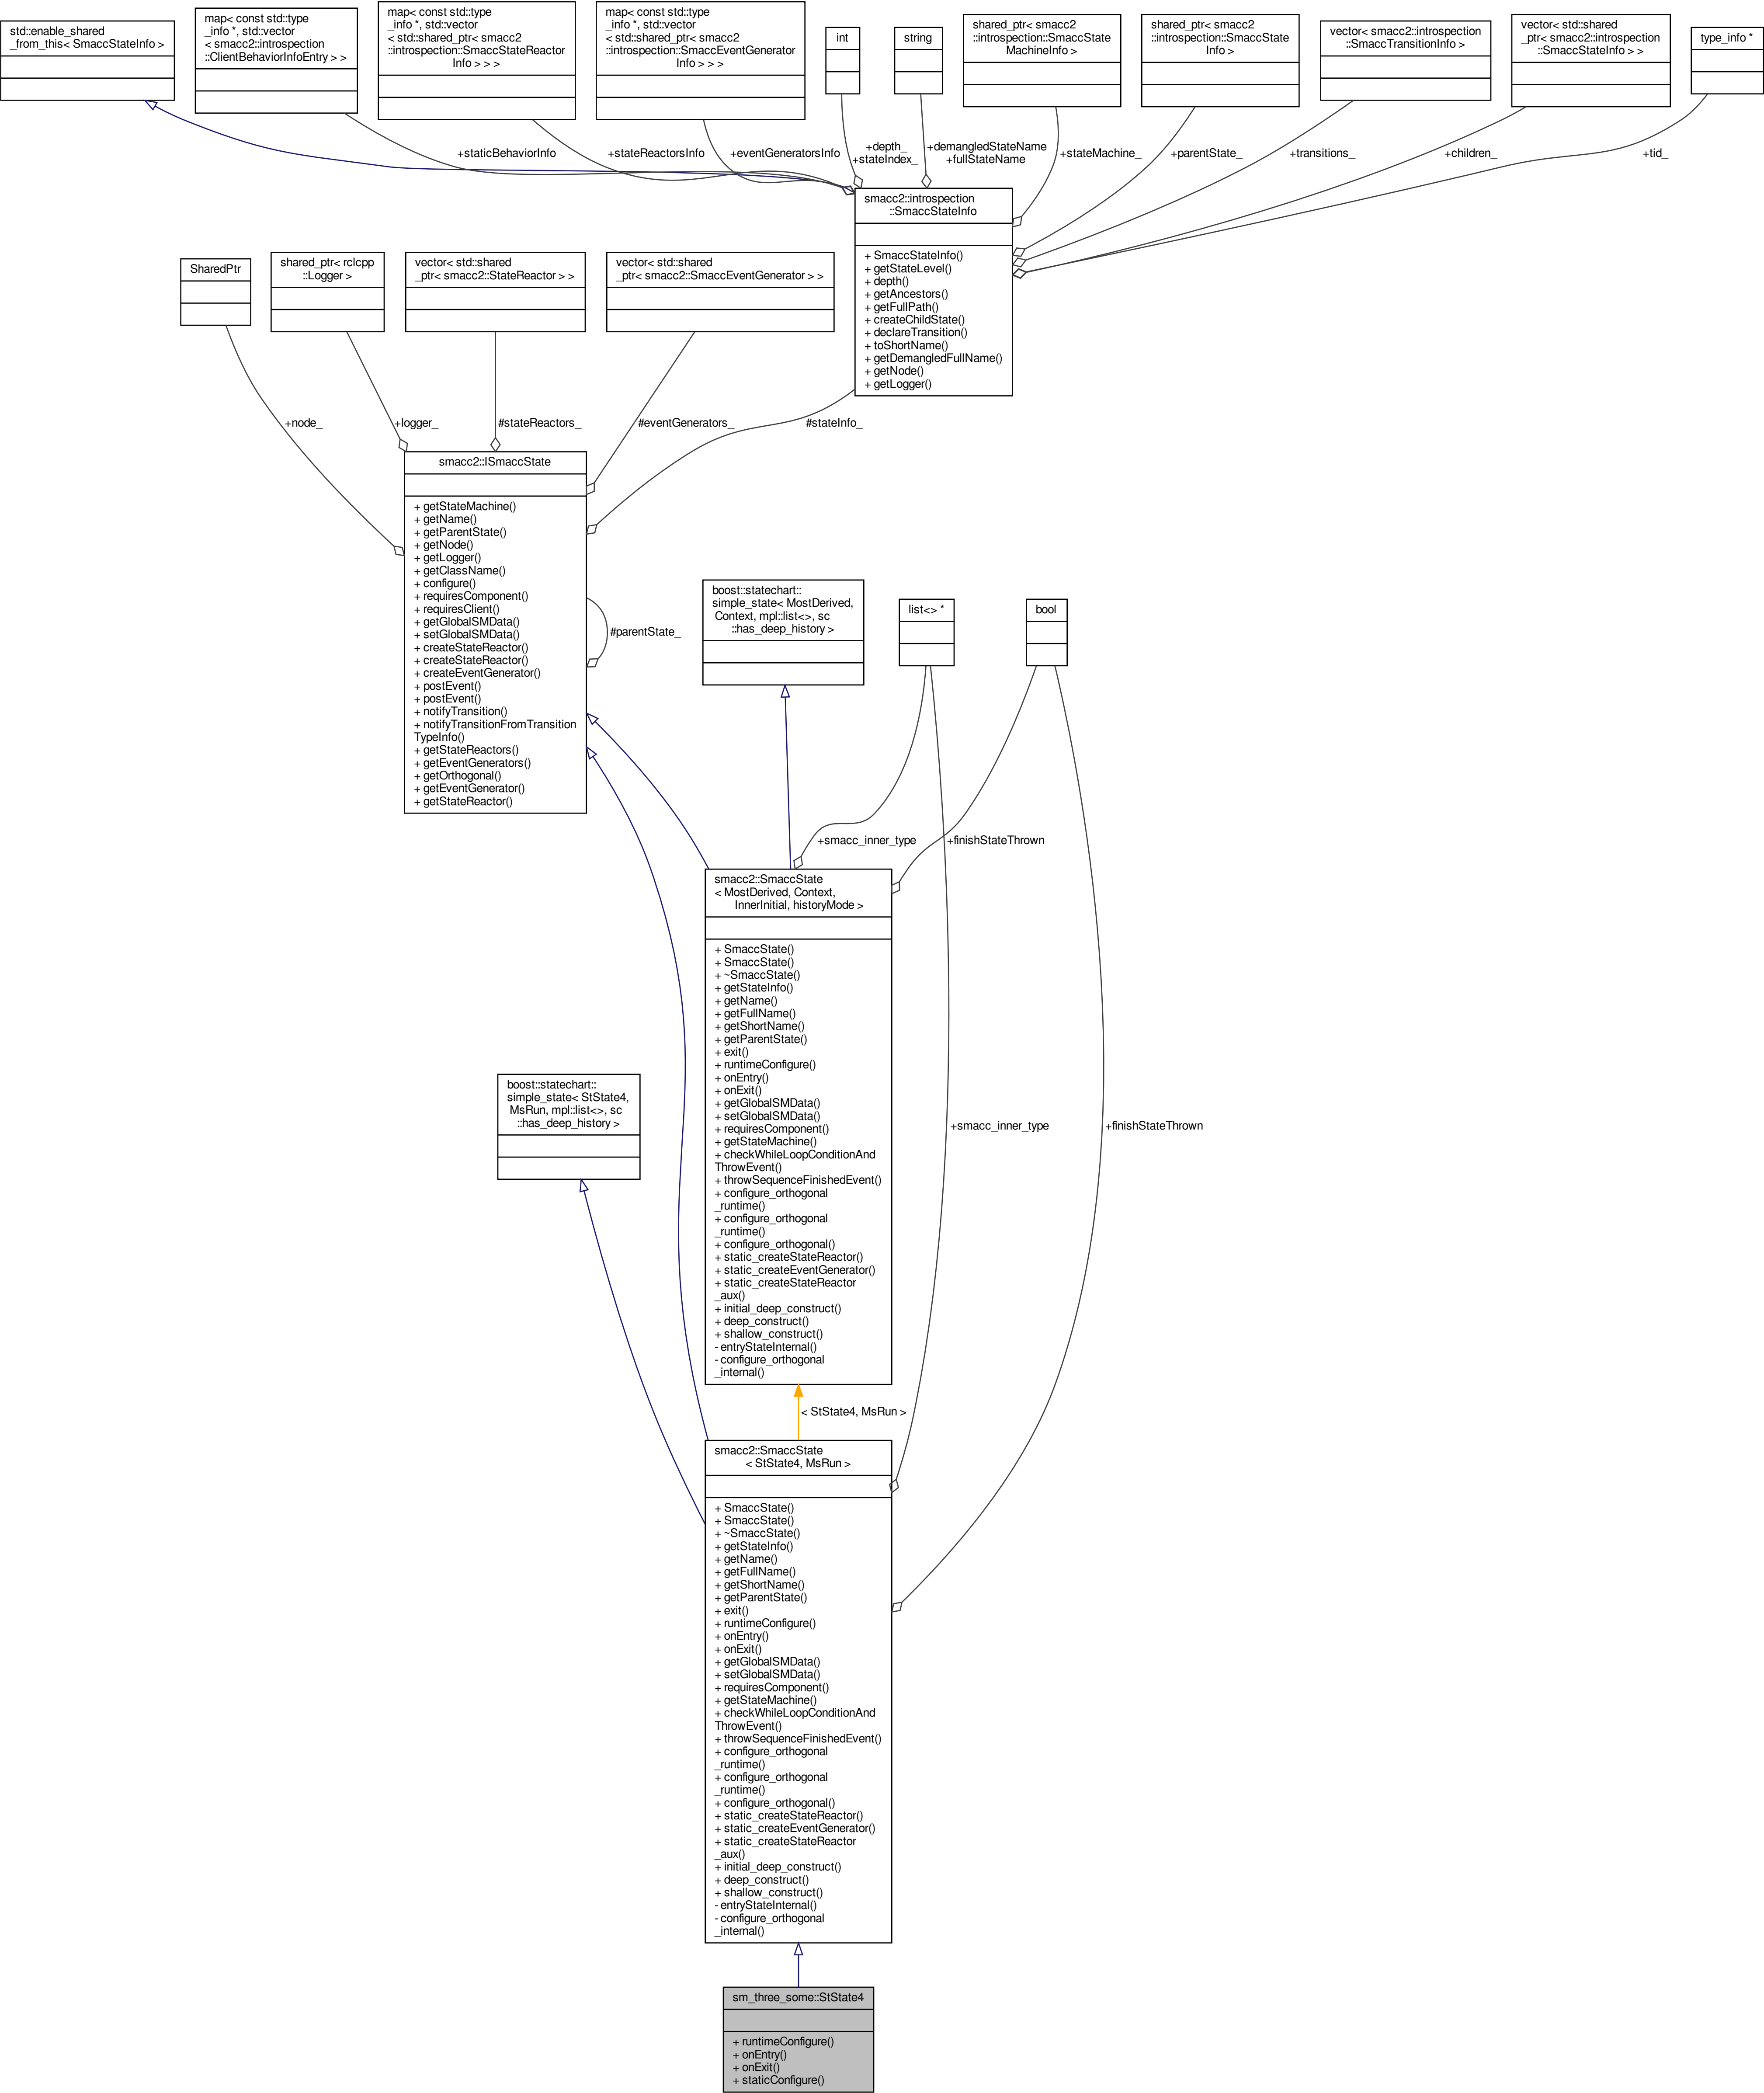 std::enable_shared
_from_this< SmaccStateInfo >
map< const std::type
_info *, std::vector
< smacc2::introspection
::ClientBehaviorInfoEntry > >
map< const std::type
_info *, std::vector
< std::shared_ptr< smacc2
::introspection::SmaccStateReactor
Info > > >
map< const std::type
_info *, std::vector
< std::shared_ptr< smacc2
::introspection::SmaccEventGenerator
Info > > >
int
string
shared_ptr< smacc2
::introspection::SmaccState
MachineInfo >
shared_ptr< smacc2
::introspection::SmaccState
Info >
vector< smacc2::introspection
::SmaccTransitionInfo >
vector< std::shared
_ptr< smacc2::introspection
::SmaccStateInfo > >
type_info *
+staticBehaviorInfo
+stateReactorsInfo
+eventGeneratorsInfo
+depth_
+stateIndex_
+demangledStateName
+fullStateName
+stateMachine_
+parentState_
+transitions_
+children_
+tid_
smacc2::introspection
::SmaccStateInfo
+ SmaccStateInfo()
+ getStateLevel()
+ depth()
+ getAncestors()
+ getFullPath()
+ createChildState()
+ declareTransition()
+ toShortName()
+ getDemangledFullName()
+ getNode()
+ getLogger()
SharedPtr
shared_ptr< rclcpp
::Logger >
vector< std::shared
_ptr< smacc2::StateReactor > >
vector< std::shared
_ptr< smacc2::SmaccEventGenerator > >
+node_
+logger_
#stateReactors_
#eventGenerators_
#stateInfo_
smacc2::ISmaccState
+ getStateMachine()
+ getName()
+ getParentState()
+ getNode()
+ getLogger()
+ getClassName()
+ configure()
+ requiresComponent()
+ requiresClient()
+ getGlobalSMData()
+ setGlobalSMData()
+ createStateReactor()
+ createStateReactor()
+ createEventGenerator()
+ postEvent()
+ postEvent()
+ notifyTransition()
+ notifyTransitionFromTransition
TypeInfo()
+ getStateReactors()
+ getEventGenerators()
+ getOrthogonal()
+ getEventGenerator()
+ getStateReactor()
#parentState_
boost::statechart::
simple_state< MostDerived,
Context, mpl::list<>, sc
::has_deep_history >
list<> *
bool
+smacc_inner_type
+finishStateThrown
smacc2::SmaccState
< MostDerived, Context,
InnerInitial, historyMode >
+ SmaccState()
+ SmaccState()
+ ~SmaccState()
+ getStateInfo()
+ getName()
+ getFullName()
+ getShortName()
+ getParentState()
+ exit()
+ runtimeConfigure()
+ onEntry()
+ onExit()
+ getGlobalSMData()
+ setGlobalSMData()
+ requiresComponent()
+ getStateMachine()
+ checkWhileLoopConditionAnd
ThrowEvent()
+ throwSequenceFinishedEvent()
+ configure_orthogonal
_runtime()
+ configure_orthogonal
_runtime()
+ configure_orthogonal()
+ static_createStateReactor()
+ static_createEventGenerator()
+ static_createStateReactor
_aux()
+ initial_deep_construct()
+ deep_construct()
+ shallow_construct()
- entryStateInternal()
- configure_orthogonal
_internal()
boost::statechart::
simple_state< StState4,
MsRun, mpl::list<>, sc
::has_deep_history >
+smacc_inner_type
+finishStateThrown
< StState4, MsRun >
smacc2::SmaccState
< StState4, MsRun >
+ SmaccState()
+ SmaccState()
+ ~SmaccState()
+ getStateInfo()
+ getName()
+ getFullName()
+ getShortName()
+ getParentState()
+ exit()
+ runtimeConfigure()
+ onEntry()
+ onExit()
+ getGlobalSMData()
+ setGlobalSMData()
+ requiresComponent()
+ getStateMachine()
+ checkWhileLoopConditionAnd
ThrowEvent()
+ throwSequenceFinishedEvent()
+ configure_orthogonal
_runtime()
+ configure_orthogonal
_runtime()
+ configure_orthogonal()
+ static_createStateReactor()
+ static_createEventGenerator()
+ static_createStateReactor
_aux()
+ initial_deep_construct()
+ deep_construct()
+ shallow_construct()
- entryStateInternal()
- configure_orthogonal
_internal()
sm_three_some::StState4
+ runtimeConfigure()
+ onEntry()
+ onExit()
+ staticConfigure()